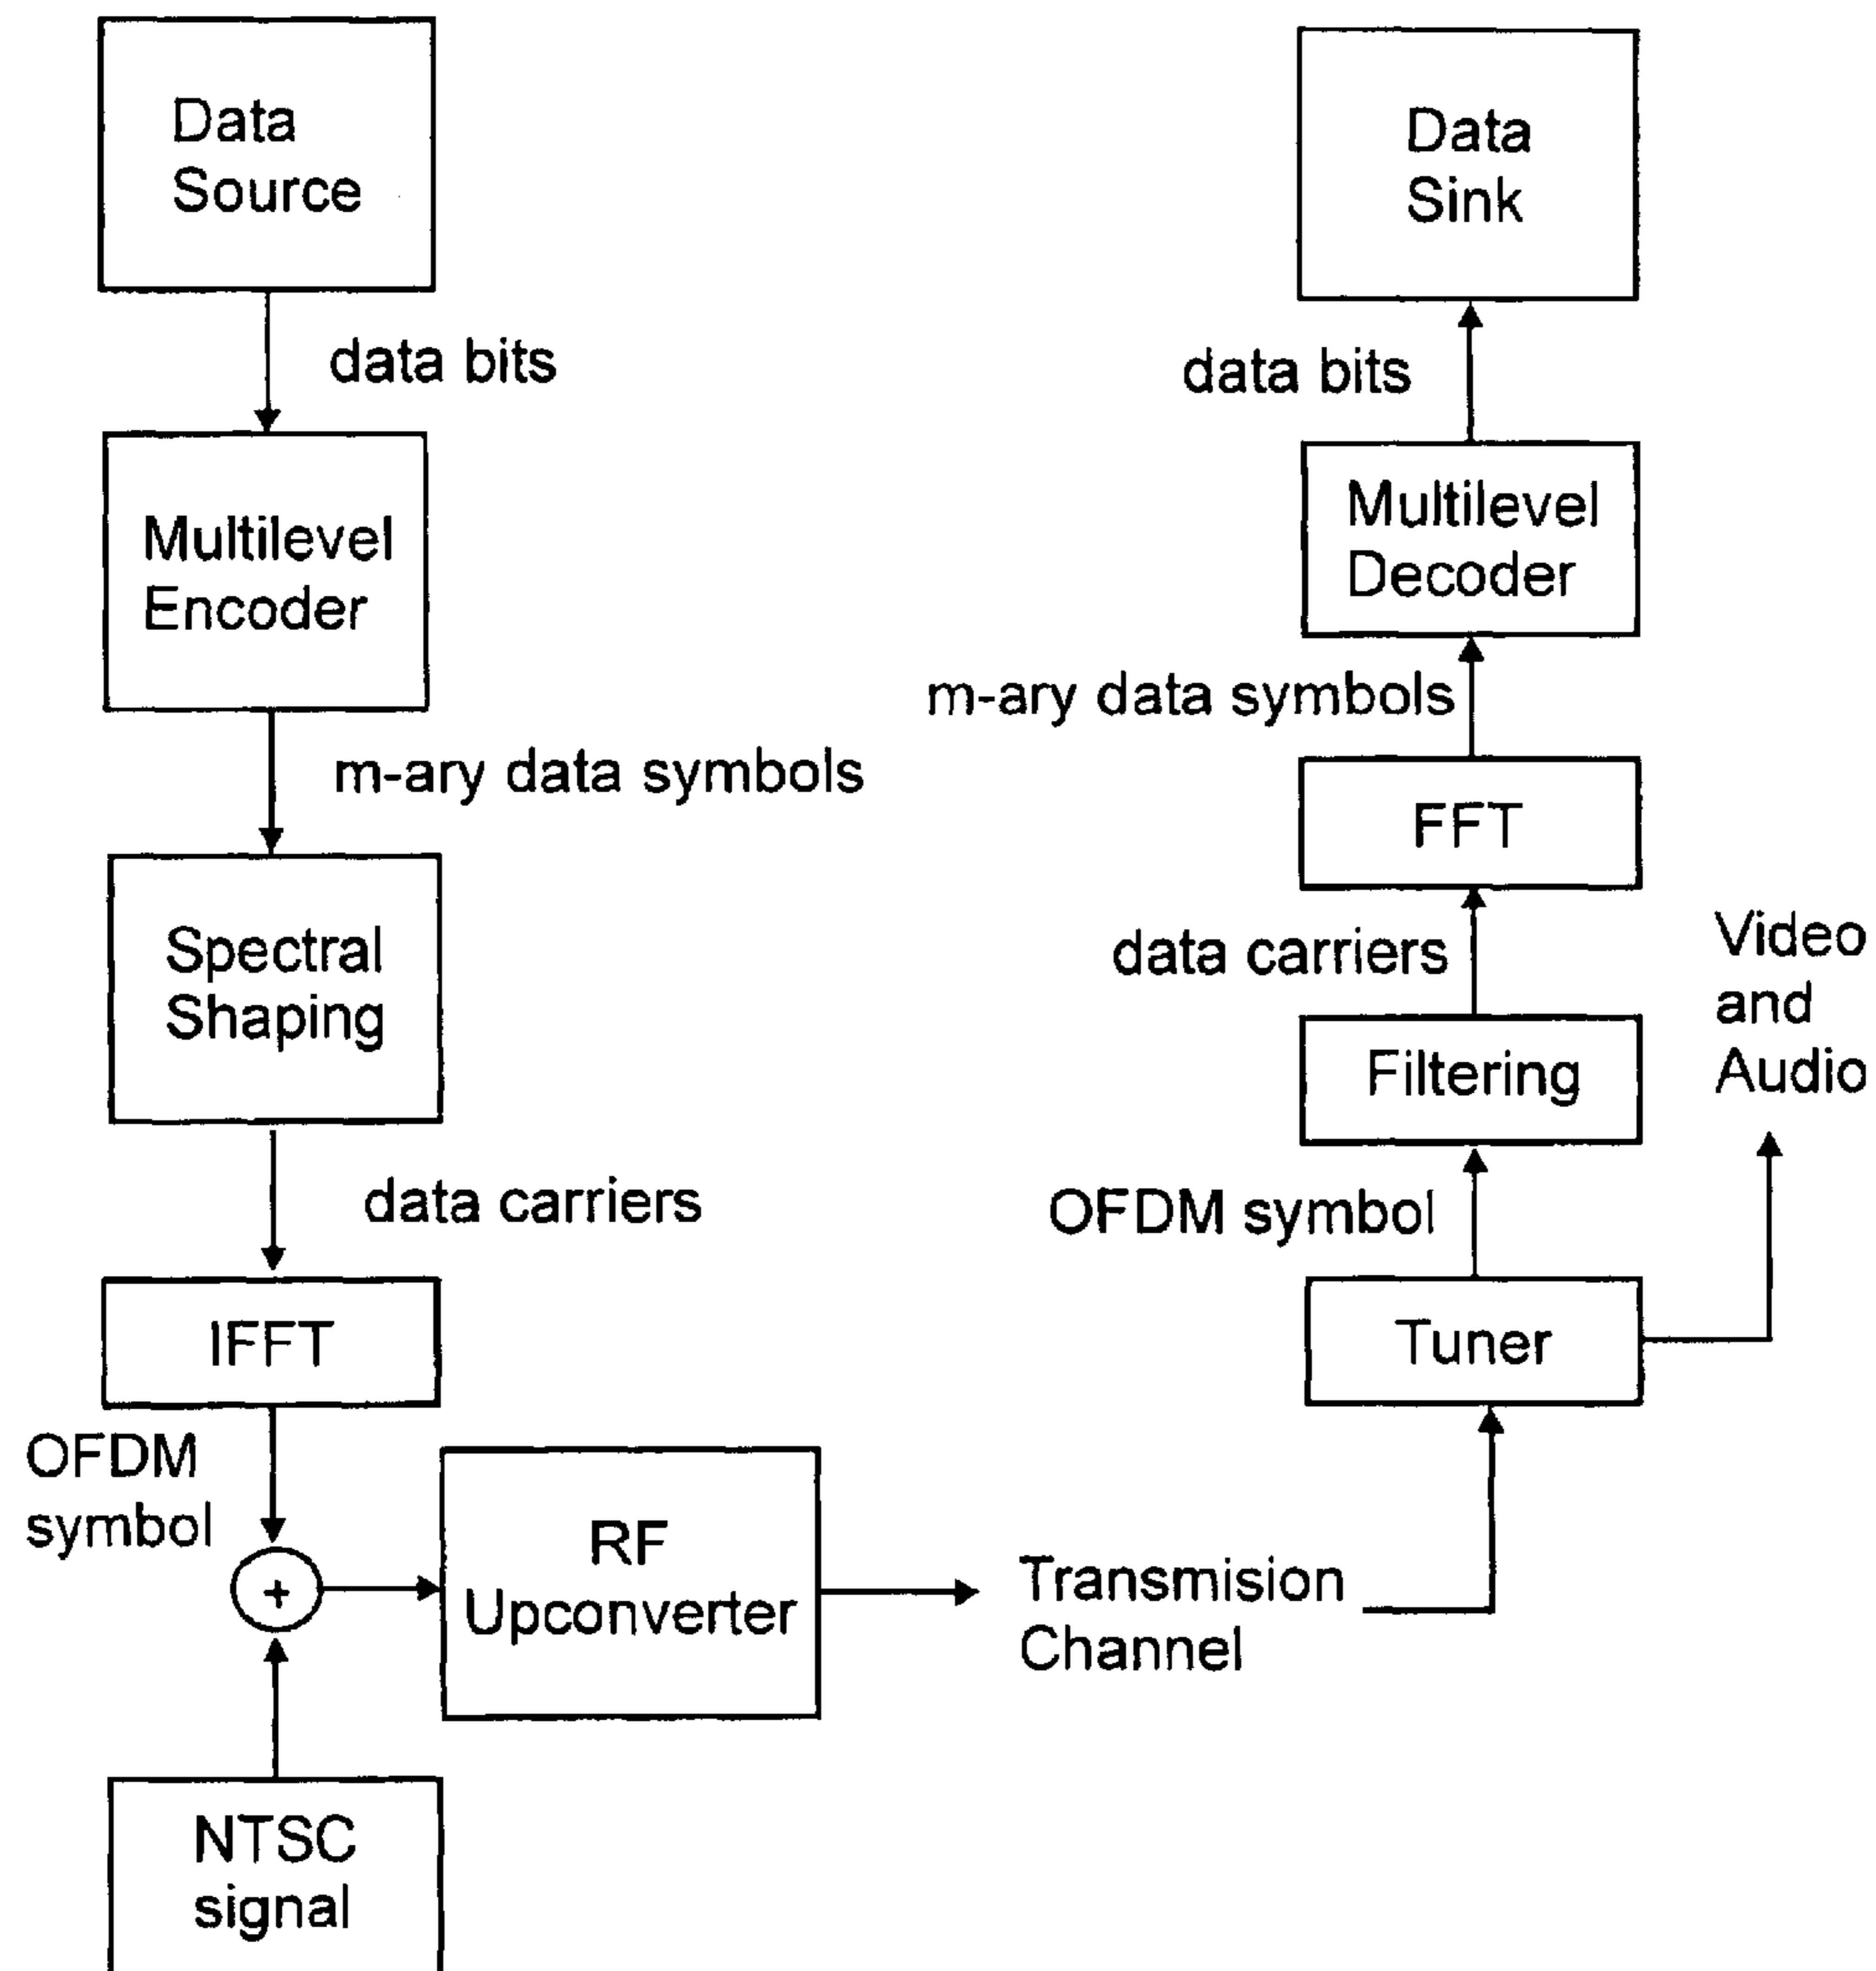 Data
Source
data bits
Multilevel
Encoder
m-ary data symbols
Spectral
Shaping
data carriers
IFFT
OFDM
symbol
+
RF
Upconverter
NTSC
signal
Transmision
Channel
Tuner
Video
and
Audio
OFDM symbol
Filtering
data carriers
FFT
m-ary data symbols
Multilevel
Decoder
data bits
Data
Sink